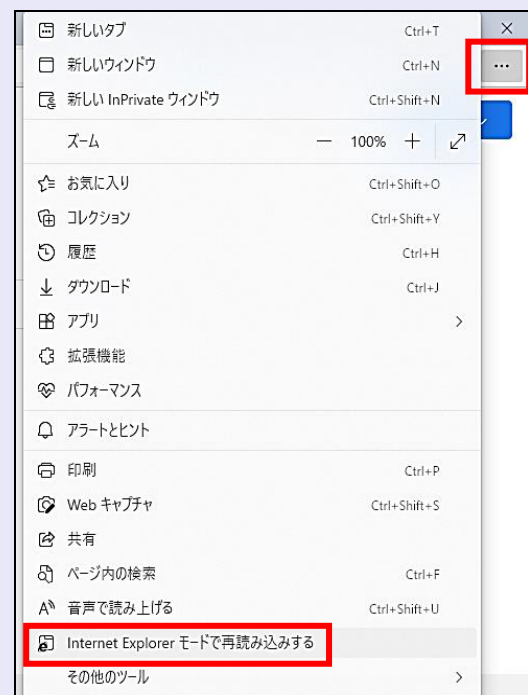 新しいタブ Ctrl+T
新しいウィンドウ Ctrl+N
新しい InPrivate ウィンドウ Ctrl+Shift+N
ズーム — 100% +
お気に入り Ctrl+Shift+O
コレクション Ctrl+Shift+Y
履歴 Ctrl+H
ダウンロード Ctrl+J
アプリ
拡張機能
パフォーマンス
アラートとヒント
印刷 Ctrl+P
Web キャプチャ Ctrl+Shift+S
共有
ページ内の検索 Ctrl+F
音声で読み上げる Ctrl+Shift+U
Internet Explorer モードで再読み込みする
その他のツール